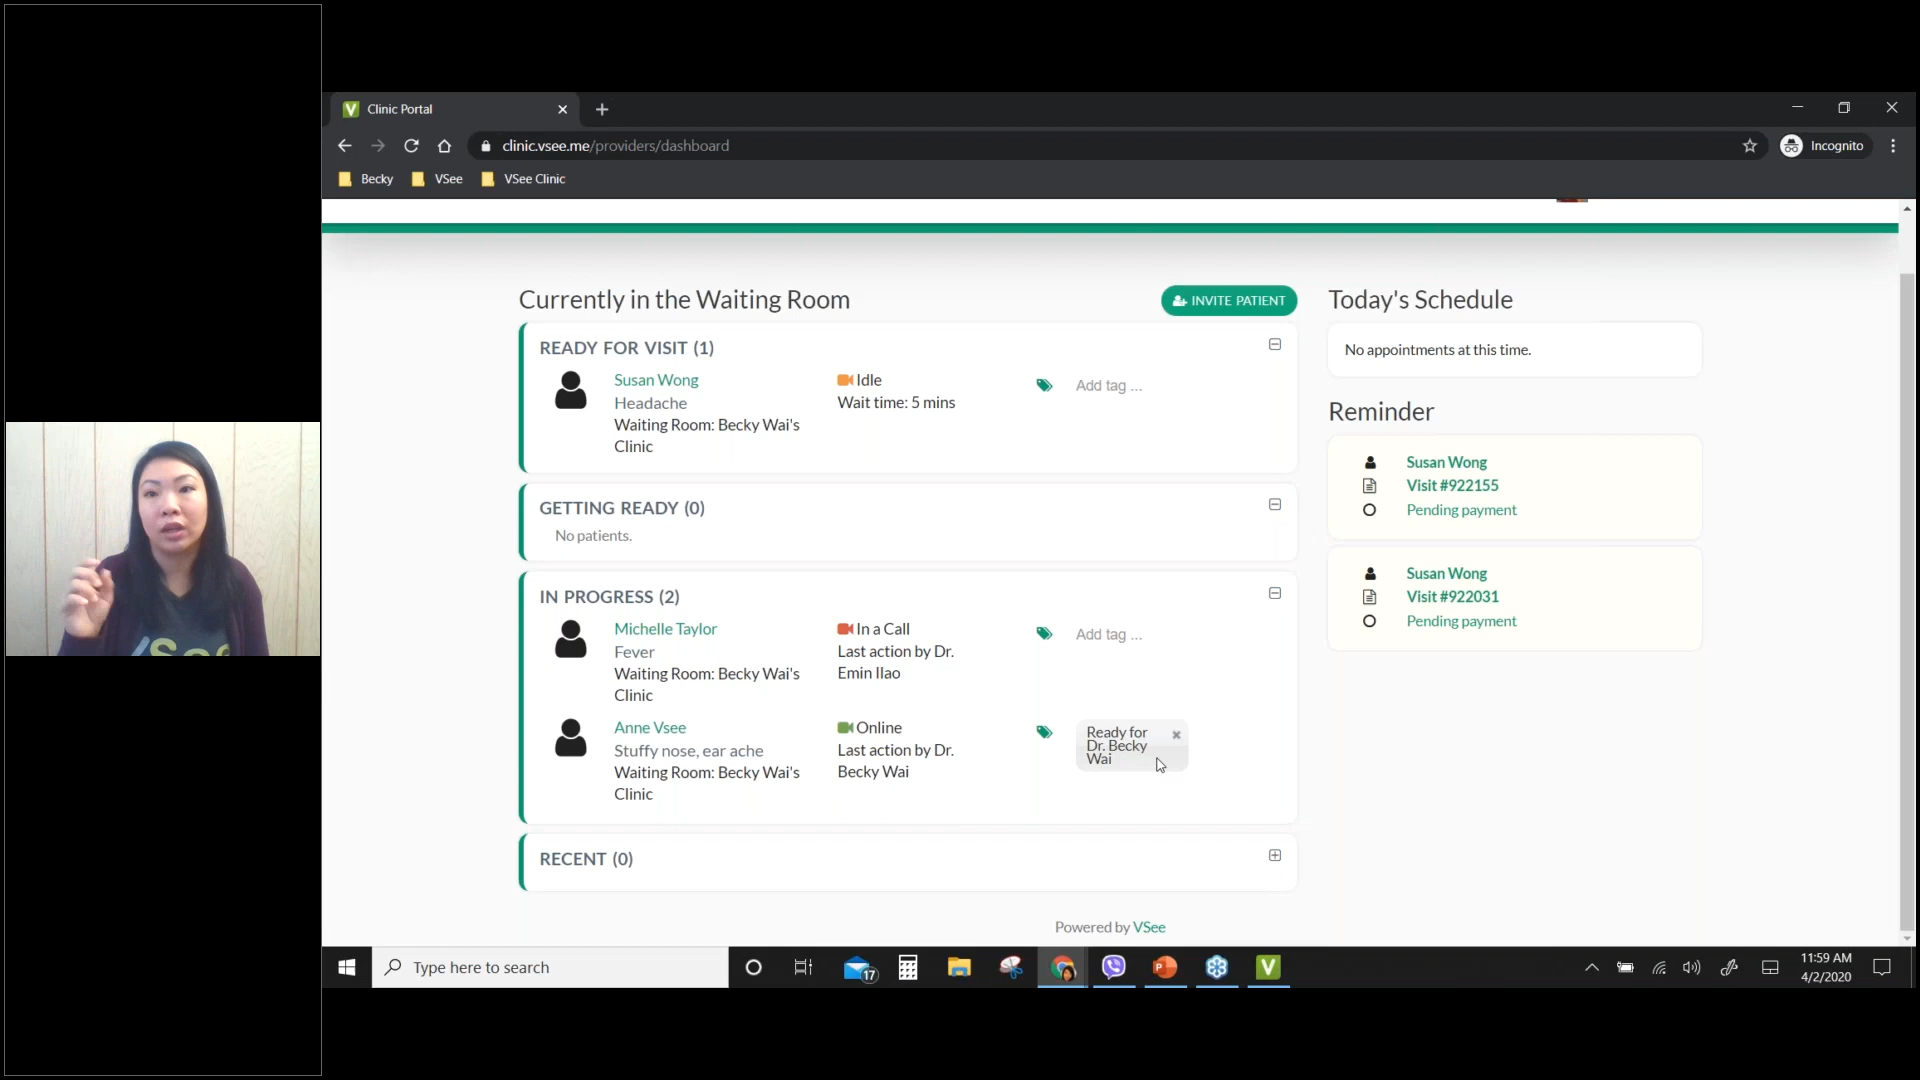 Clinic Portal
clinic.vsee.me/providers/dashboard
Incognito
Becky
VSee
VSee Clinic
Currently in the Waiting Room
INVITE PATIENT
READY FOR VISIT (1)
Susan Wong
Headache
Waiting Room: Becky Wai's
Clinic
Idle
Wait time: 5 mins
Add tag ...
GETTING READY (0)
No patients.
IN PROGRESS (2)
Michelle Taylor
Fever
Waiting Room: Becky Wai's
Clinic
In a Call
Last action by Dr.
Emin Ilao
Add tag ...
Anne Vsee
Stuffy nose, ear ache
Waiting Room: Becky Wai's
Clinic
Online
Last action by Dr.
Becky Wai
Ready for
Dr. Becky
Wai
RECENT (0)
Today's Schedule
No appointments at this time.
Reminder
Susan Wong
Visit #922155
Pending payment
Susan Wong
Visit #922031
Pending payment
Powered by VSee
Type here to search
17
11:59 AM
4/2/2020